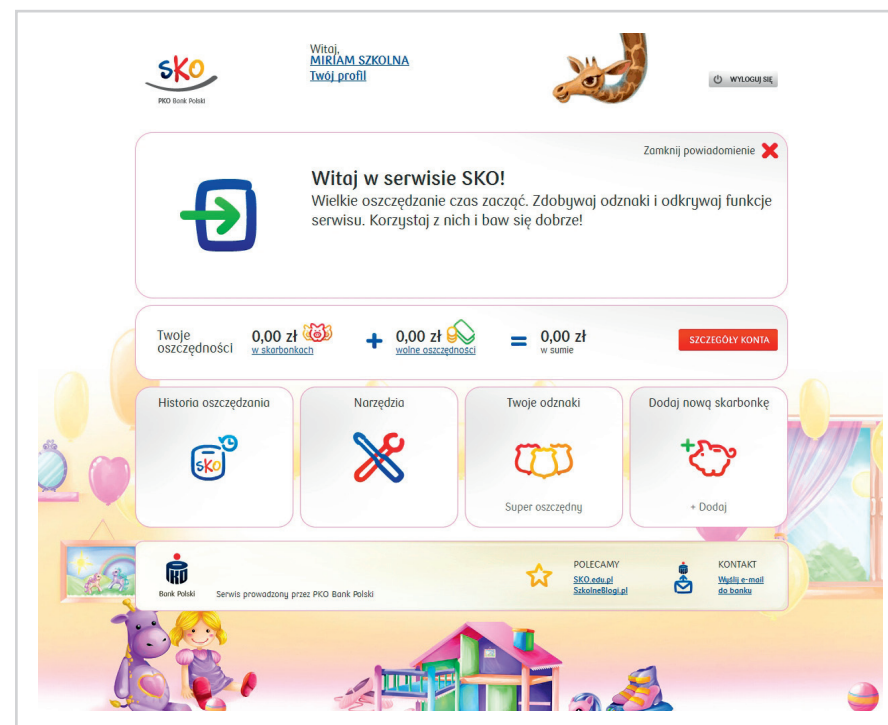 SKO
PKO Bank Polski
Witaj,
MIRIAM SZKOLNA
Twój profil
WYLOGUJ SIĘ
Zamknij powiadomienie
Witaj w serwisie SKO!
Wielkie oszczędzanie czas zacząć. Zdobywaj odznaki i odkrywaj funkcje
serwisu. Korzystaj z nich i baw się dobrze!
Twoje
oszczędności
0,00 zł
w skarbonkach
+
0,00 zł
wolne oszczędności
=
0,00 zł
w sumie
SZCZEGÓŁY KONTA
Historia oszczędzania
SKO
Narzędzia
Twoje odznaki
Super oszczędny
Dodaj nową skarbonkę
+ Dodaj
Bank Polski
Serwis prowadzony przez PKO Bank Polski
POLECAMY
SKO.edu.pl
SzkolneBlogi.pl
KONTAKT
Wyślij e-mail
do banku